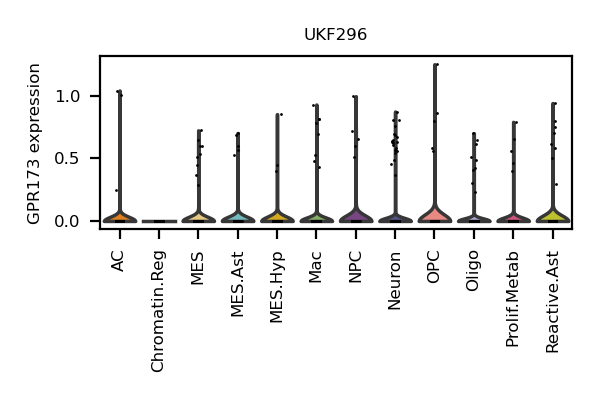 UKF296
GPR173 expression
1.0
0.5
0.0
AC
Chromatin.Reg
MES
MES.Ast
MES.Hyp
Mac
NPC
Neuron
OPC
Oligo
Prolif.Metab
Reactive.Ast